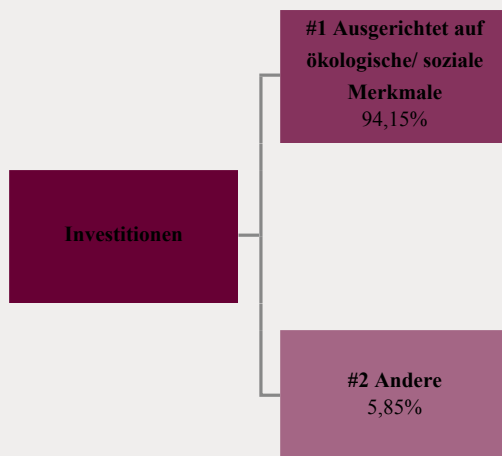 #1 Ausgerichtet auf
ökologische/ soziale
Merkmale
94,15%
Investitionen
#2 Andere
5,85%